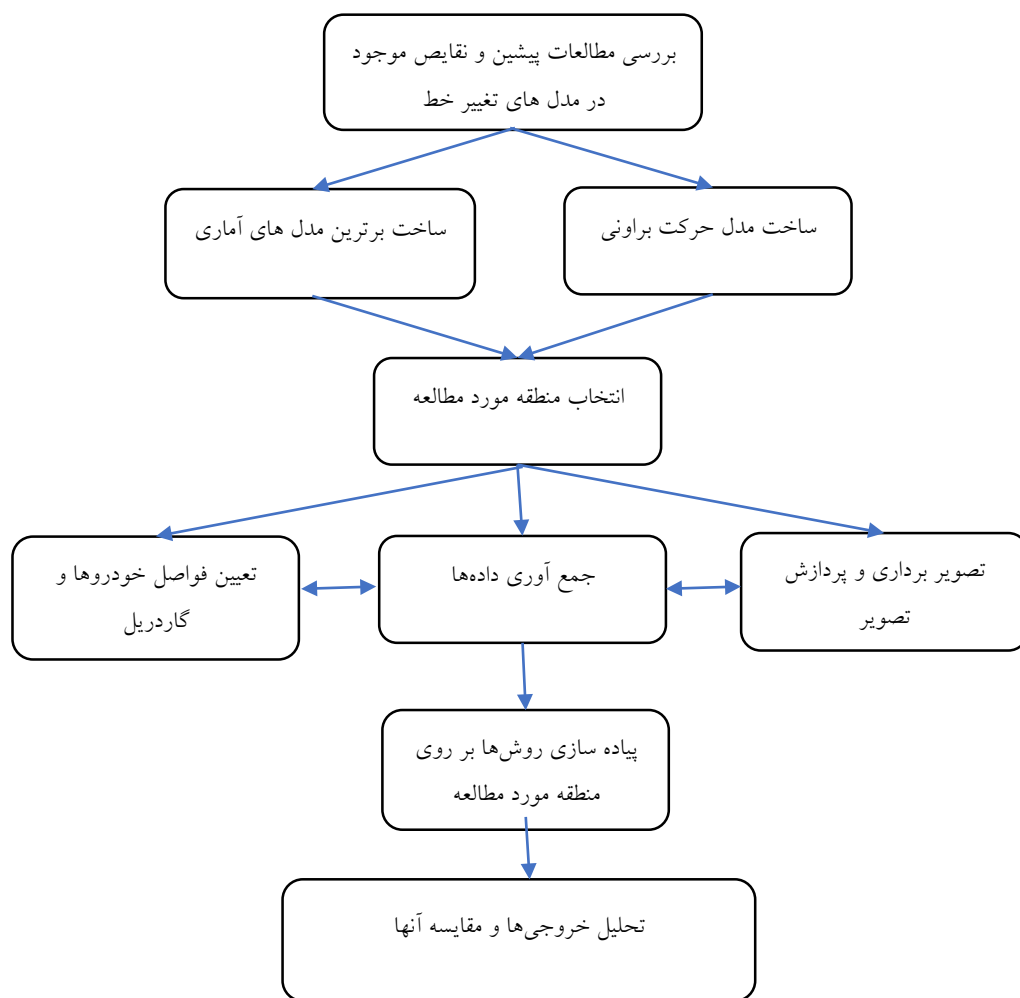 بررسی مطالعات پیشین و نقایص موجود
در مدل های تغییر خط
ساخت مدل حرکت براونی
ساخت برترین مدل های آماری
انتخاب منطقه مورد مطالعه
تصویر برداری و پردازش
تصویر
جمع آوری داده‌ها
تعیین فواصل خودروها و
گاردریل
پیاده سازی روش‌ها بر روی
منطقه مورد مطالعه
تحلیل خروجی‌ها و مقایسه آنها